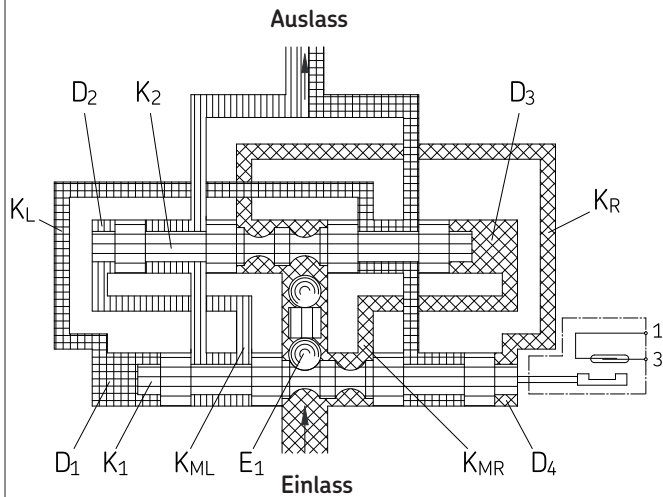 Auslass
D2 K2 D3
KL KR
1
3
D1 K1 KML E1 KMR D4
Einlass